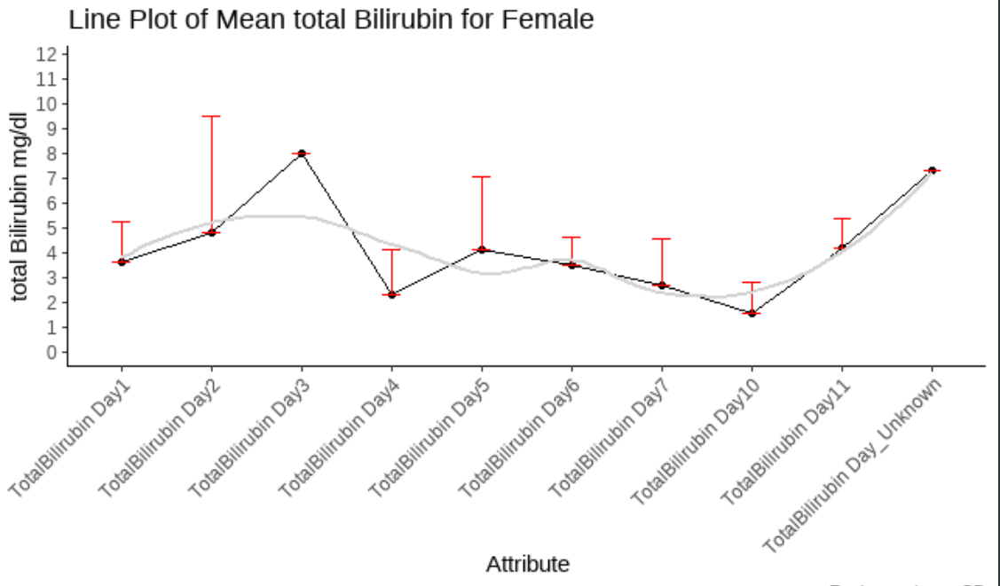 Line Plot of Mean total Bilirubin for Female
total Bilirubin mg/dl
12
11
10
9
8
7
6
5
4
3
2
1
0
TotalBilirubin Day1
TotalBilirubin Day2
TotalBilirubin Day3
TotalBilirubin Day4
TotalBilirubin Day5
TotalBilirubin Day6
TotalBilirubin Day7
TotalBilirubin Day10
TotalBilirubin Day11
TotalBilirubin Day_Unknown
Attribute